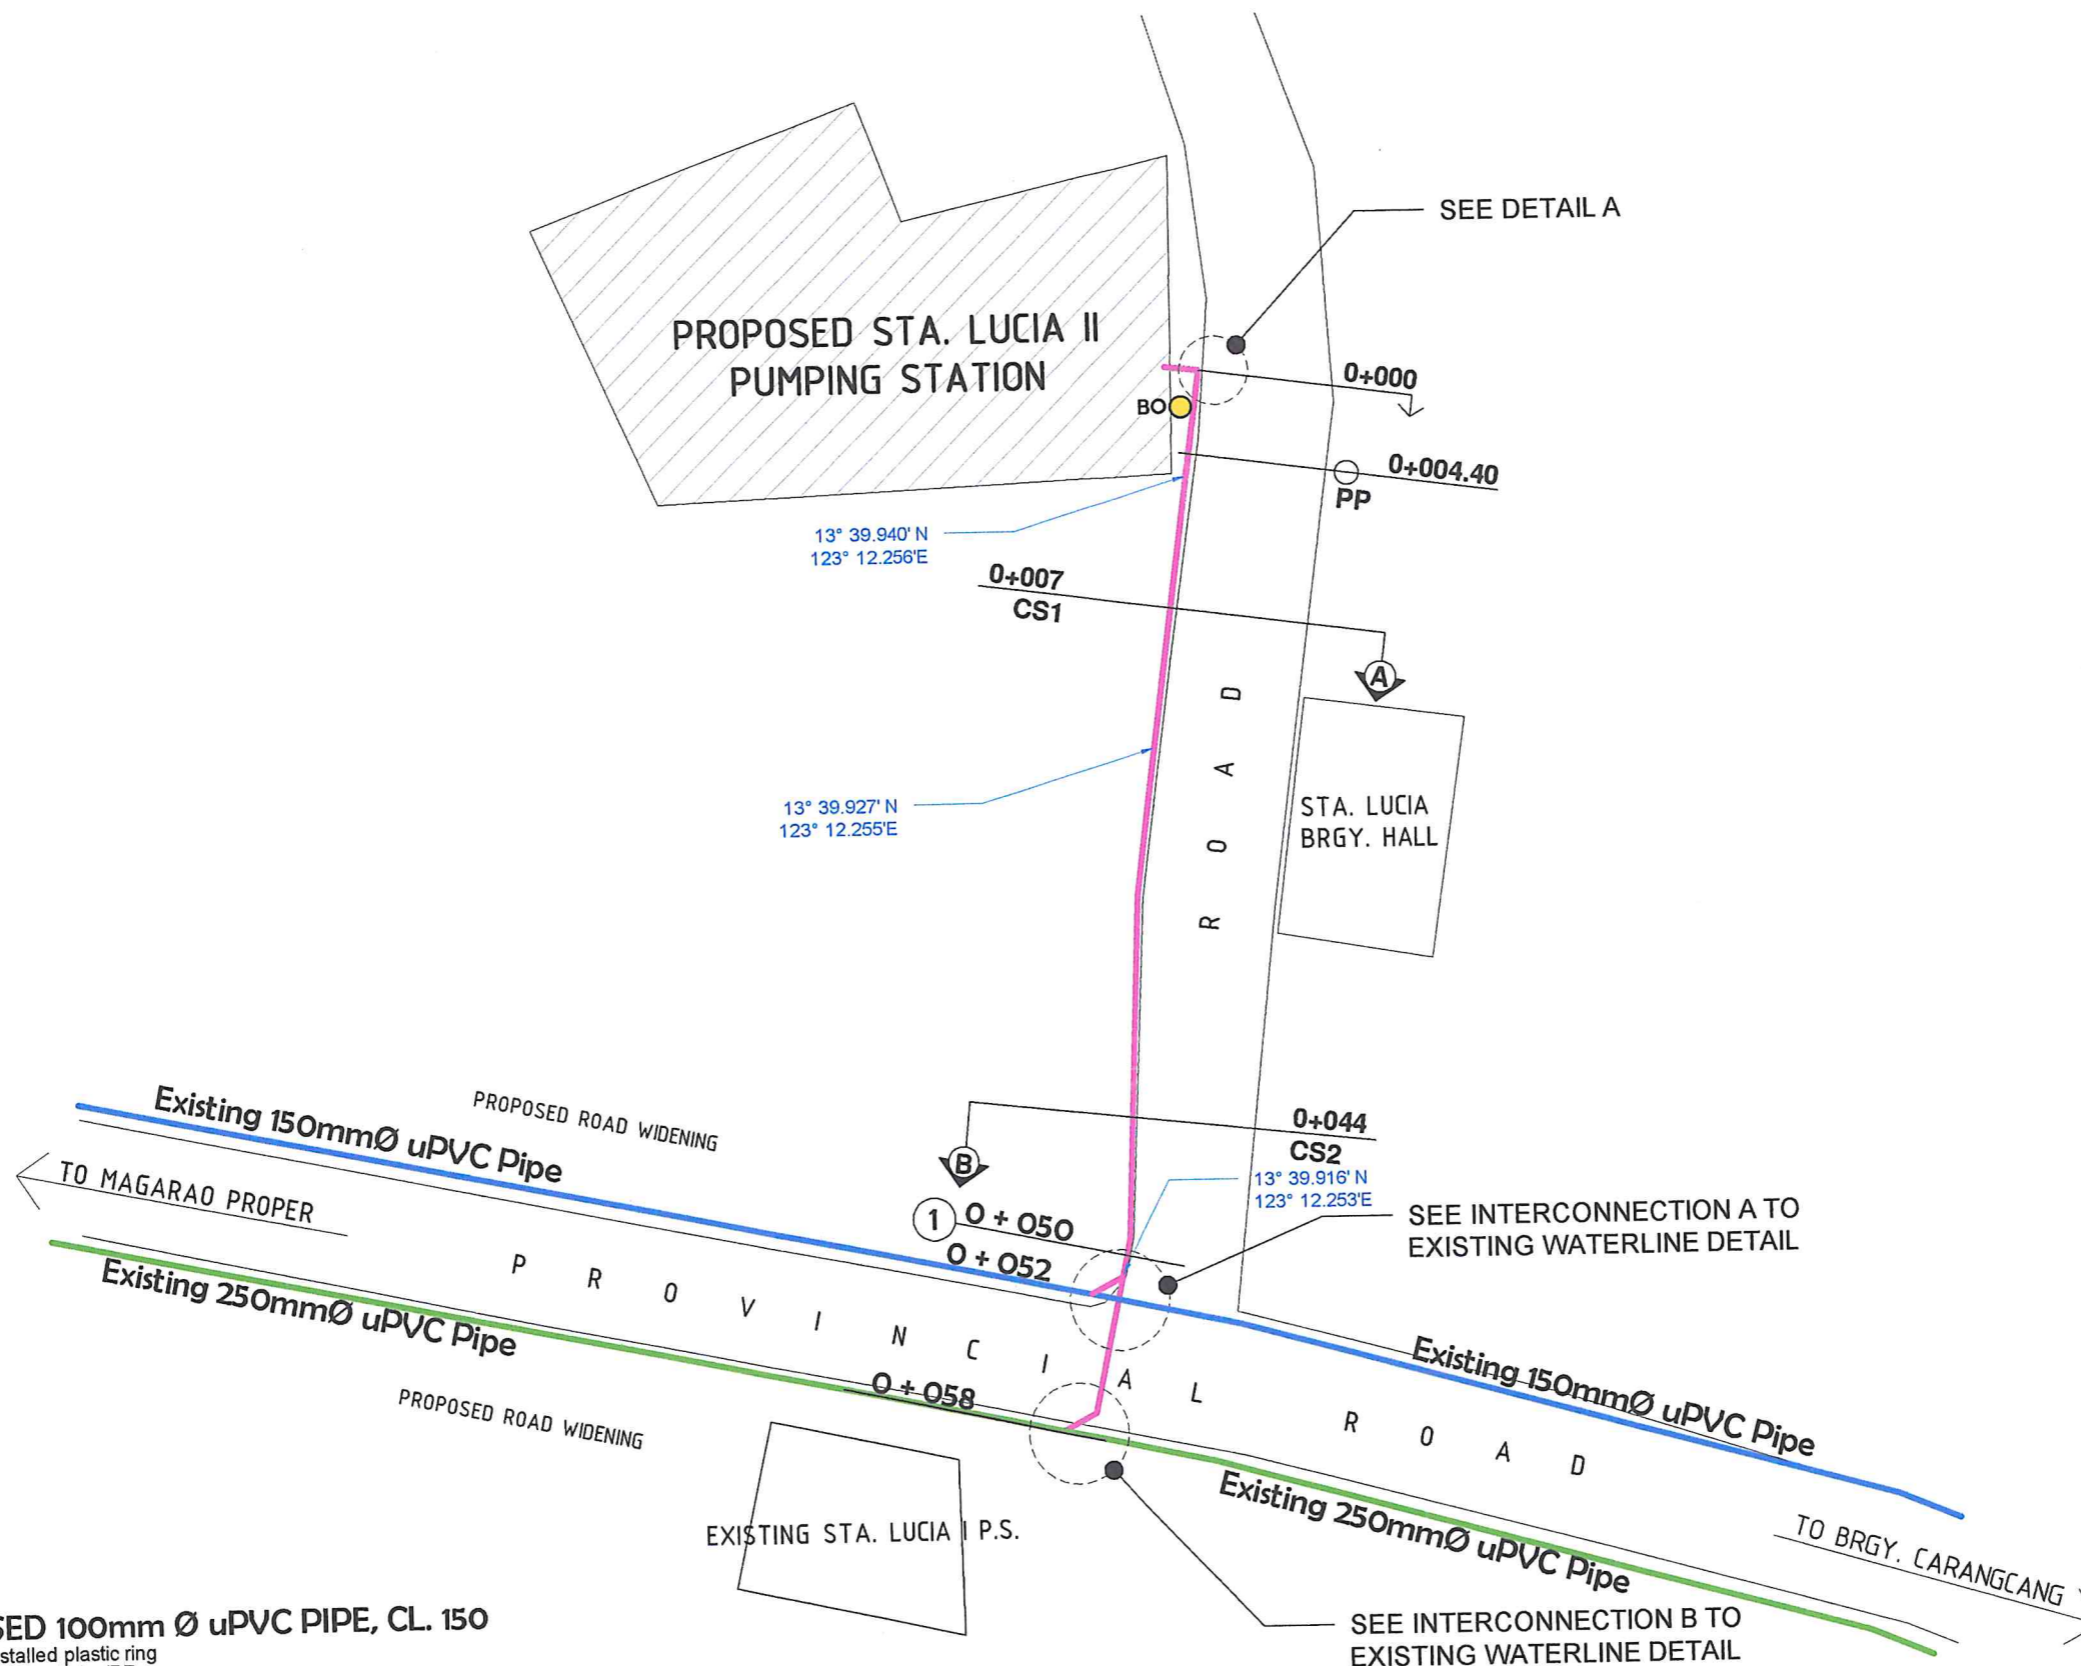 SEE DETAIL A
PROPOSED STA. LUCIA II
PUMPING STATION
0+000
BO
0+004.40
PP
13° 39.940' N
123° 12.256'E
0+007
CS1
A
R O A D
STA. LUCIA
BRGY. HALL
13° 39.927' N
123° 12.255'E
Existing 150mmØ uPVC Pipe
PROPOSED ROAD WIDENING
0+044
CS2
B
13° 39.916' N
123° 12.253'E
TO MAGARAO PROPER
1
0 + 050
0 + 052
SEE INTERCONNECTION A TO
EXISTING WATERLINE DETAIL
Existing 250mmØ uPVC Pipe
P R O V I N C I A L R O A D
Existing 150mmØ uPVC Pipe
0 + 058
PROPOSED ROAD WIDENING
Existing 250mmØ uPVC Pipe
EXISTING STA. LUCIA I P.S.
TO BRGY. CARANGCANG
SEE INTERCONNECTION B TO
EXISTING WATERLINE DETAIL
SED 100mm Ø uPVC PIPE, CL. 150
stalled plastic ring